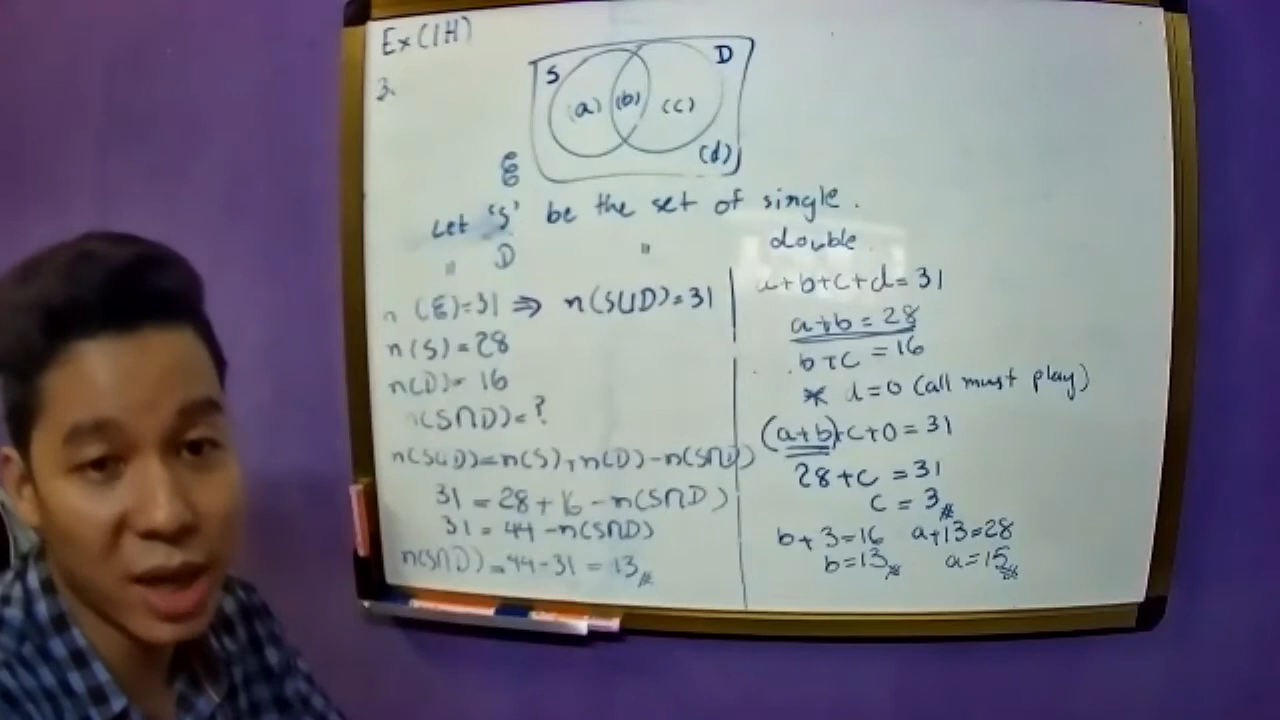 Ex (1H)
3.
S D
(a) (b) (c)
(d)
ξ
Let 'S' be the set of single.
" D " double.
n(ξ)=31 ⇒ n(S∪D)=31
n(S)=28
n(D)=16
n(S∩D)=?
n(S∪D)=n(S)+n(D)-n(S∩D)
31 = 28 + 16 - n(S∩D)
31 = 44 - n(S∩D)
n(S∩D)=44-31 = 13
a+b+c+d=31
a+b = 28
b+c = 16
* d=0 (all must play)
(a+b)+c+0=31
28+c = 31
c = 3
b+3=16 a+13=28
b=13 a=15